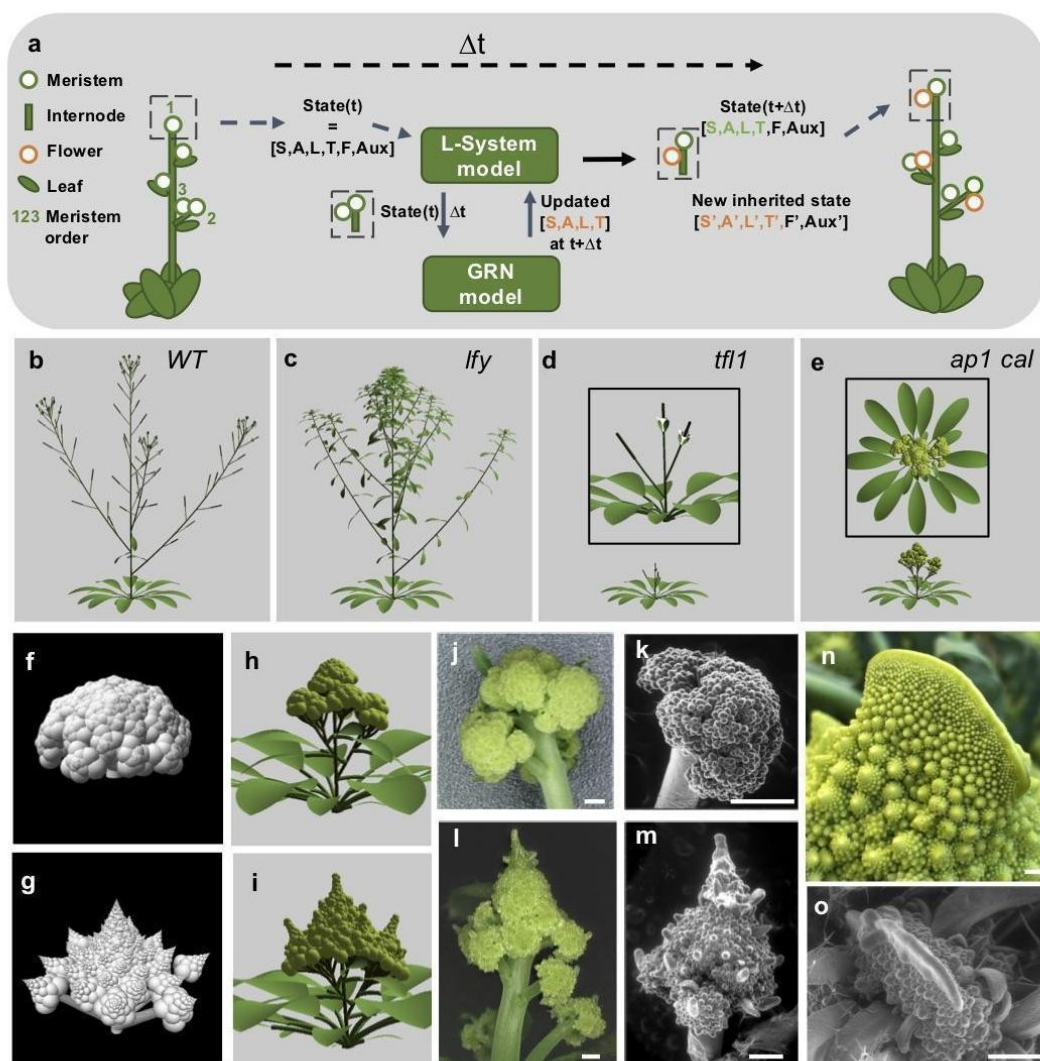 a
Δt
Meristem
Internode
Flower
Leaf
123 Meristem
order
1
3
2
State(t)
=
[S,A,L,T,F,Aux]
L-System
model
State(t)
Δt
Updated
[S,A,L,T]
at t+Δt
GRN
model
State(t+Δt)
[S,A,L,T,F,Aux]
New inherited state
[S',A',L',T',F',Aux']
b WT
c lfy
d tfl1
e ap1 cal
f
h
j
k
n
g
i
l
m
o